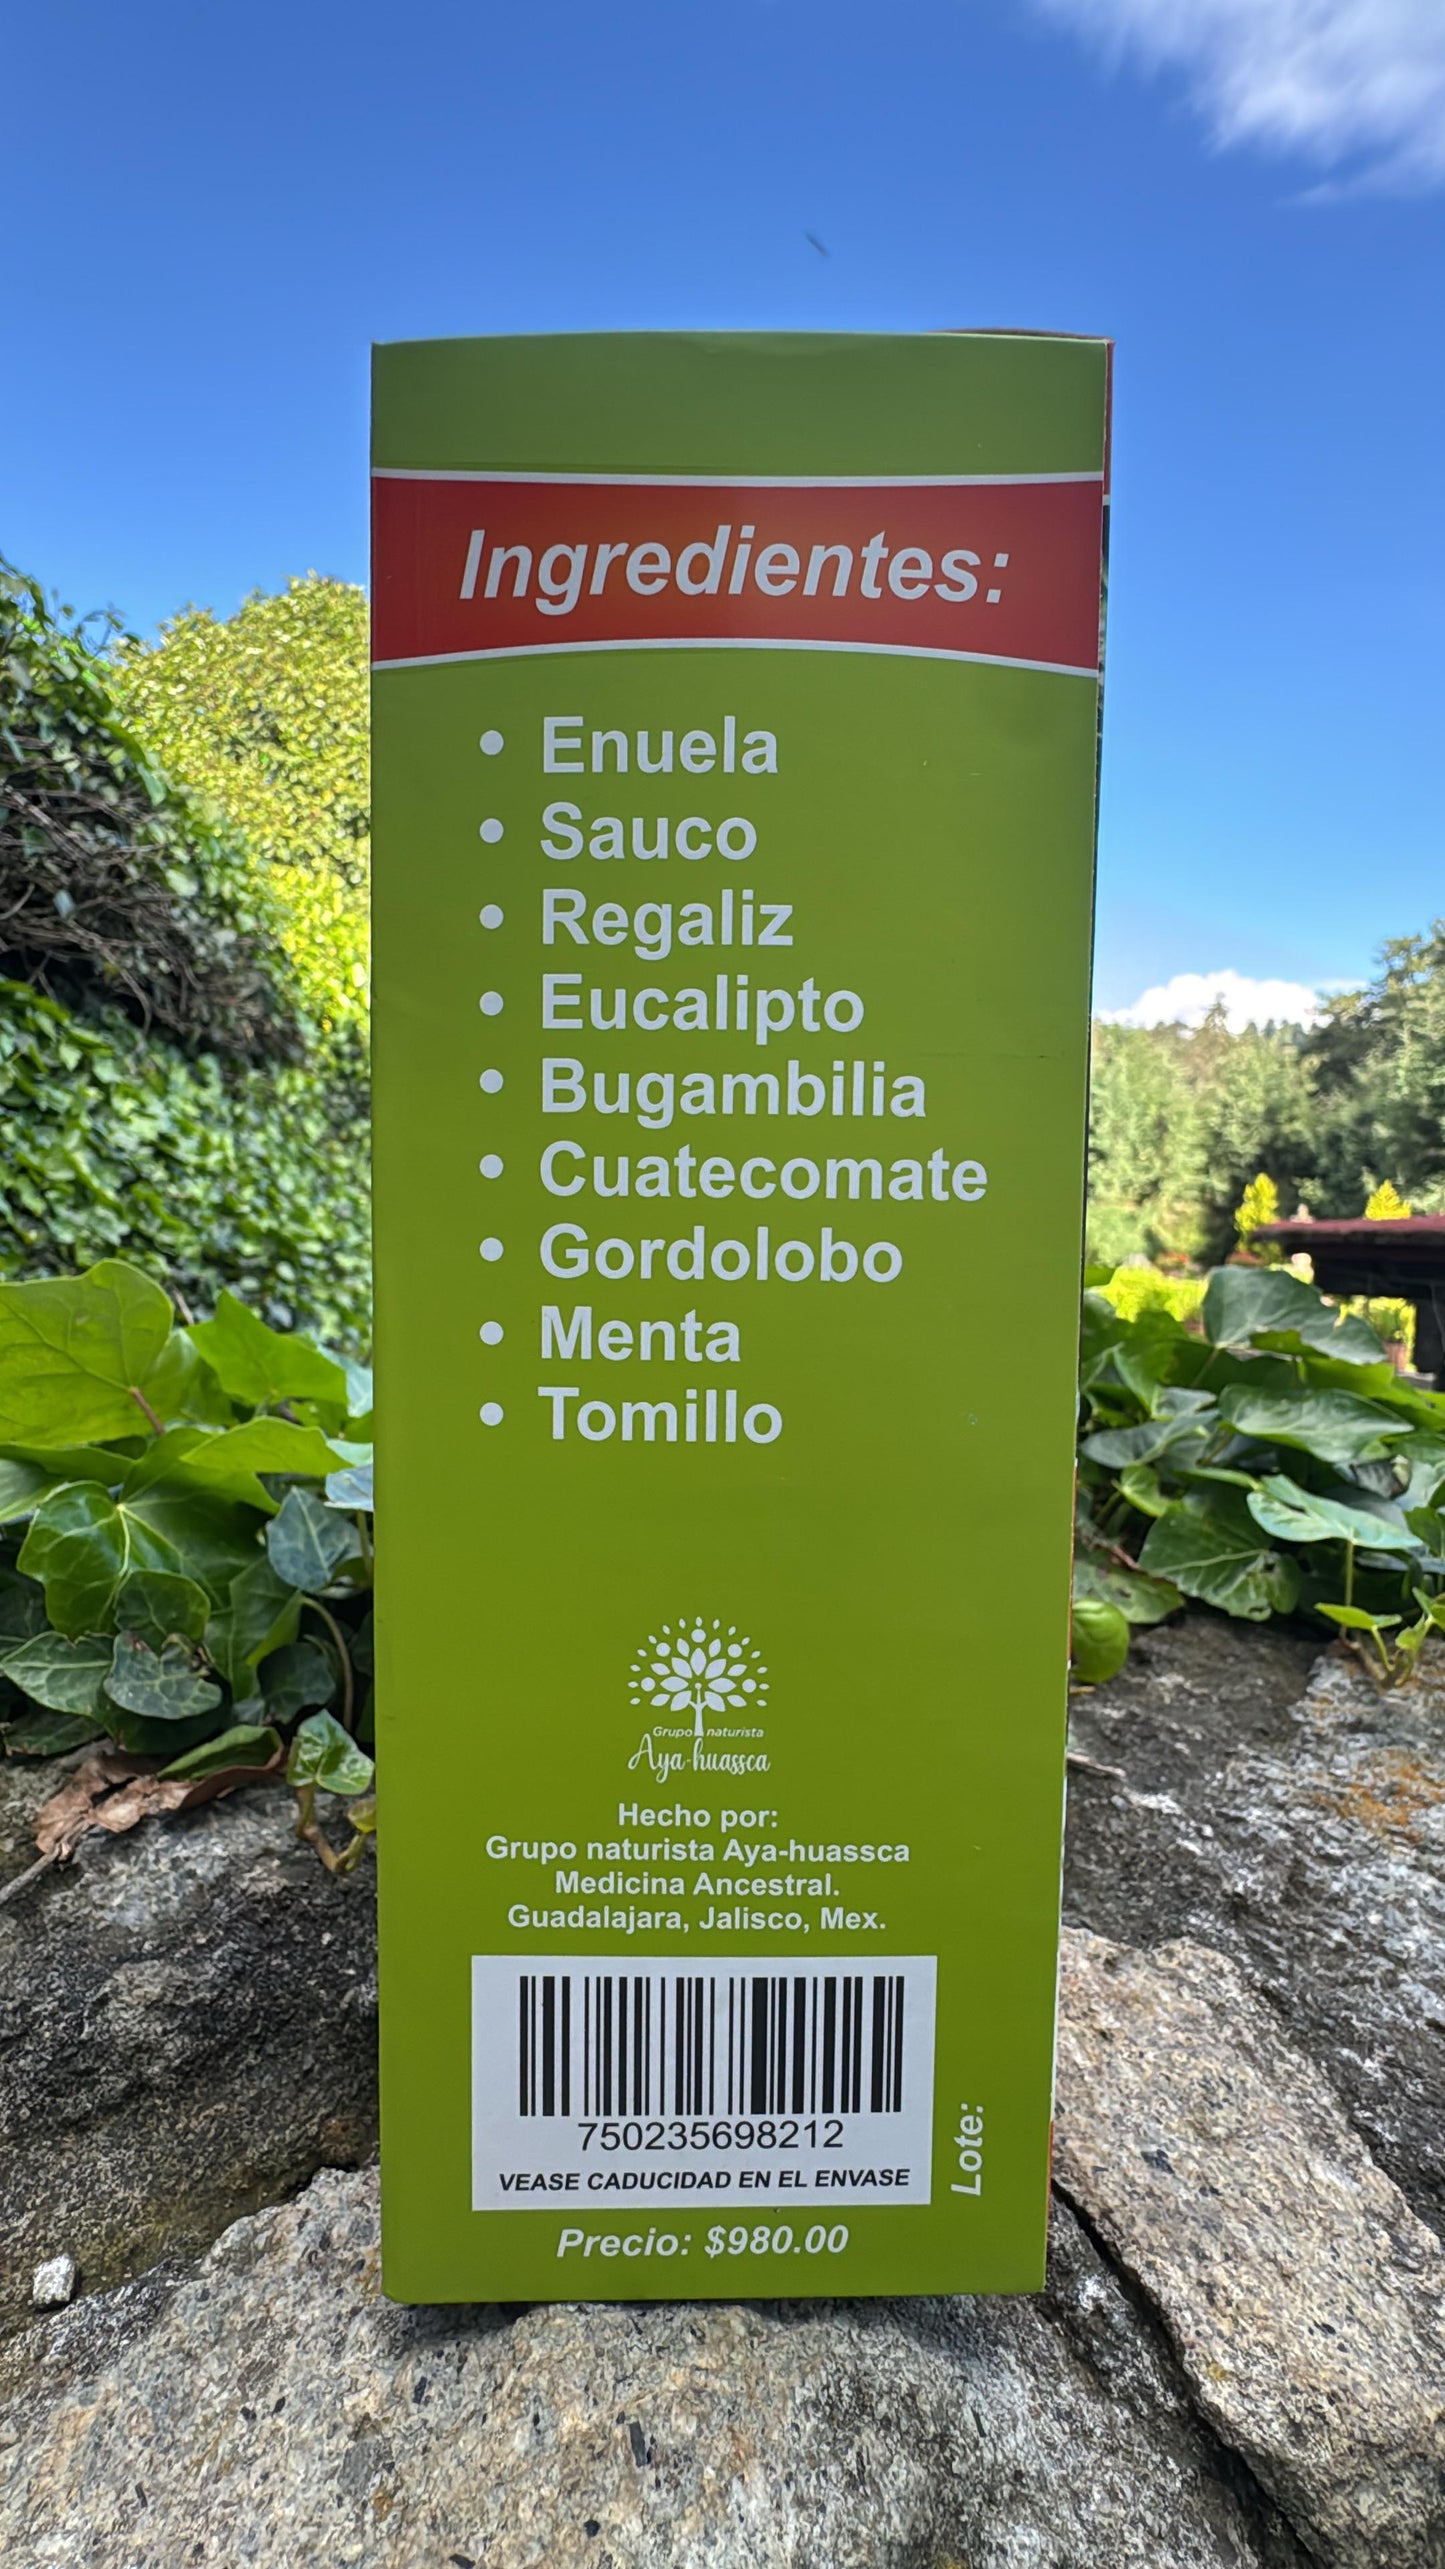 Ingredientes:
• Enuela
• Sauco
• Regaliz
• Eucalipto
• Bugambilia
• Cuatecomate
• Gordolobo
• Menta
• Tomillo
Grupo naturista
Aya-huassca
Hecho por:
Grupo naturista Aya-huassca
Medicina Ancestral.
Guadalajara, Jalisco, Mex.
750235698212
VEASE CADUCIDAD EN EL ENVASE
Lote:
Precio: $980.00